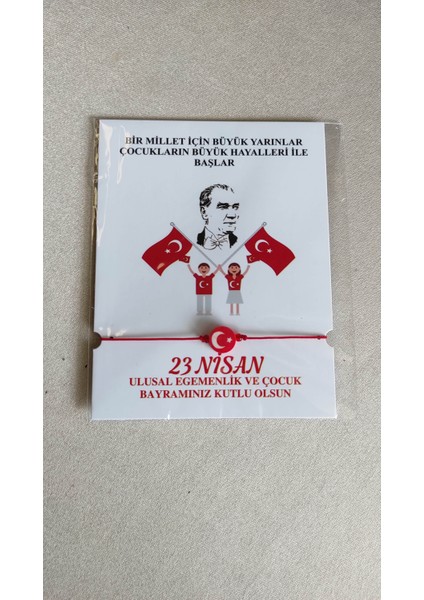 BİR MİLLET İÇİN BÜYÜK YARINLAR
ÇOCUKLARIN BÜYÜK HAYALLERİ İLE
BAŞLAR
23 NİSAN
ULUSAL EGEMENLİK VE ÇOCUK
BAYRAMINIZ KUTLU OLSUN